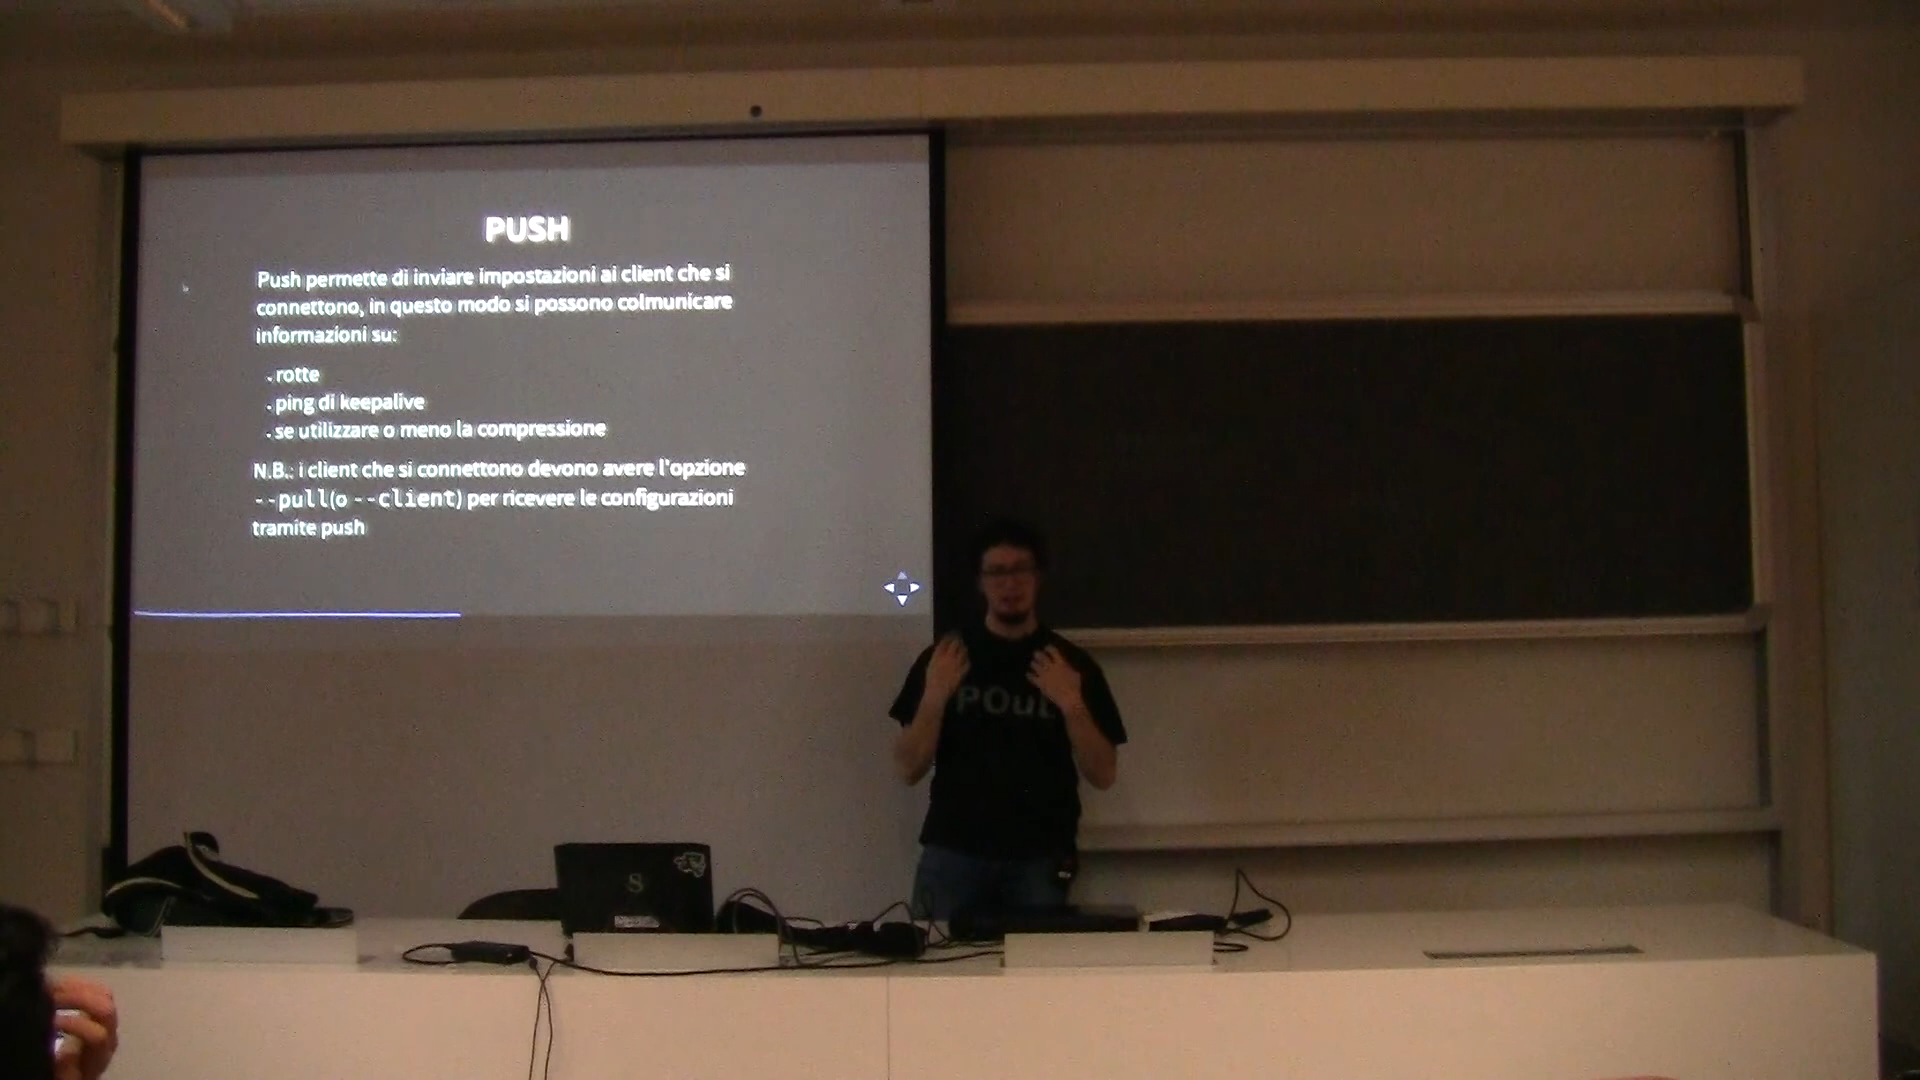 PUSH
Push permette di inviare impostazioni ai client che si
connettono, in questo modo si possono colmunicare
informazioni su:
rotte
ping di keepalive
se utilizzare o meno la compressione
N.B.: i client che si connettono devono avere l'opzione
--pull(o --client) per ricevere le configurazioni
tramite push
POuL
S